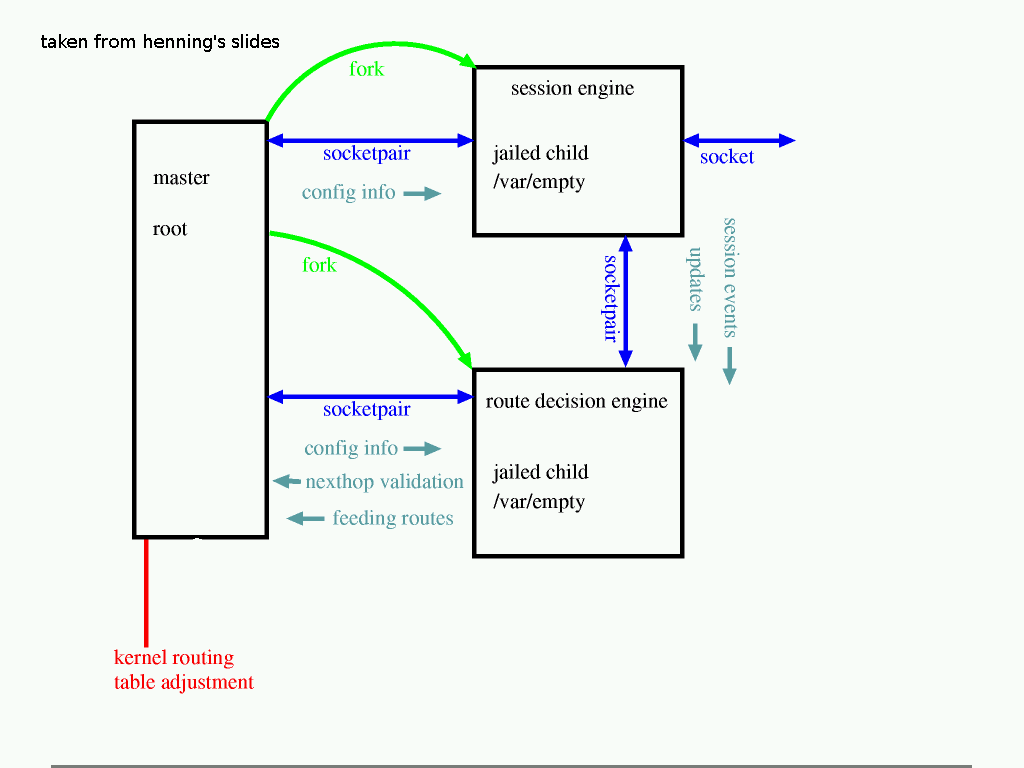 taken from henning's slides
fork
session engine
socketpair
jailed child
/var/empty
socket
config info
master
root
fork
socketpair
updates
session events
socketpair
route decision engine
config info
nexthop validation
feeding routes
jailed child
/var/empty
kernel routing
table adjustment